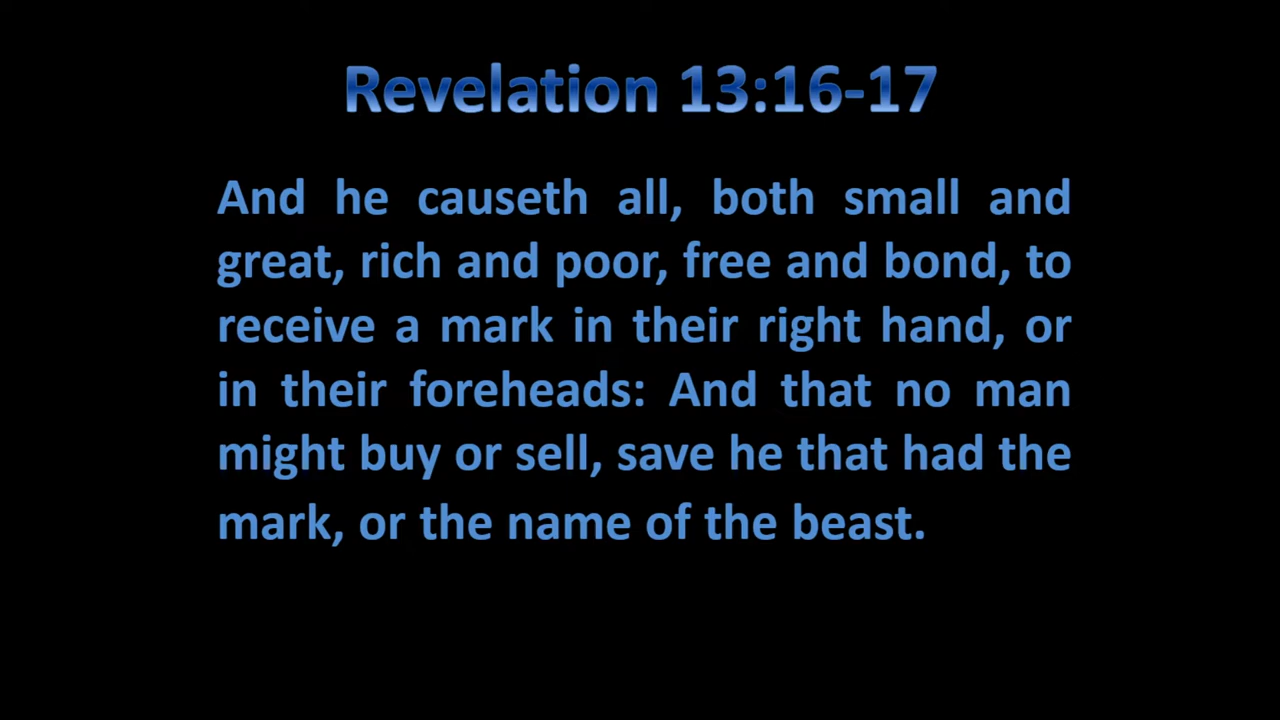 Revelation 13:16-17
And he causeth all, both small and
great, rich and poor, free and bond, to
receive a mark in their right hand, or
in their foreheads: And that no man
might buy or sell, save he that had the
mark, or the name of the beast.